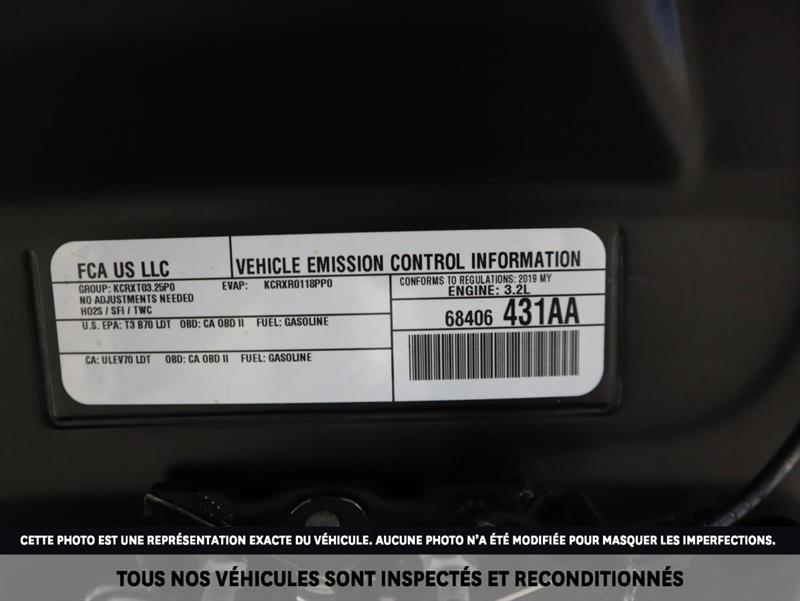 FCA US LLC
VEHICLE EMISSION CONTROL INFORMATION
GROUP: KCRXT03.25P0 EVAP: KCRXR0118PP0
NO ADJUSTMENTS NEEDED
HO2S / SFI / TWC
CONFORMS TO REGULATIONS: 2019 MY
ENGINE: 3.2L
68406 431AA
U.S. EPA: T3 B70 LDT OBD: CA OBD II FUEL: GASOLINE
CA: ULEV70 LDT OBD: CA OBD II FUEL: GASOLINE
CETTE PHOTO EST UNE REPRÉSENTATION EXACTE DU VÉHICULE. AUCUNE PHOTO N'A ÉTÉ MODIFIÉE POUR MASQUER LES IMPERFECTIONS.
TOUS NOS VÉHICULES SONT INSPECTÉS ET RECONDITIONNÉS